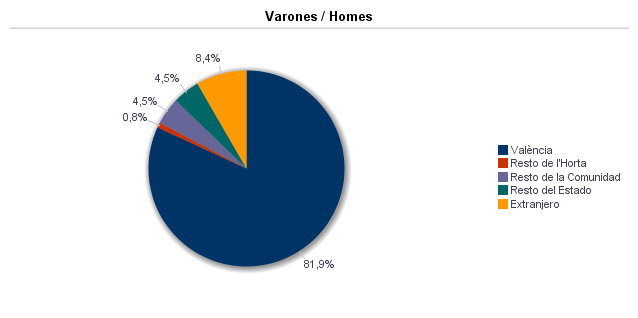 Varones / Homes
8,4%
4,5%
4,5%
0,8%
81,9%
València
Resto de l'Horta
Resto de la Comunidad
Resto del Estado
Extranjero